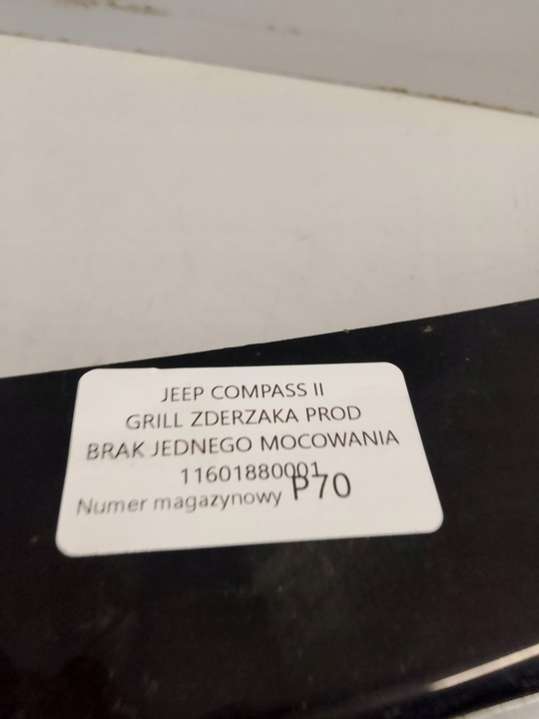 JEEP COMPASS II
GRILL ZDERZAKA PROD
BRAK JEDNEGO MOCOWANIA
11601880001
Numer magazynowy P70